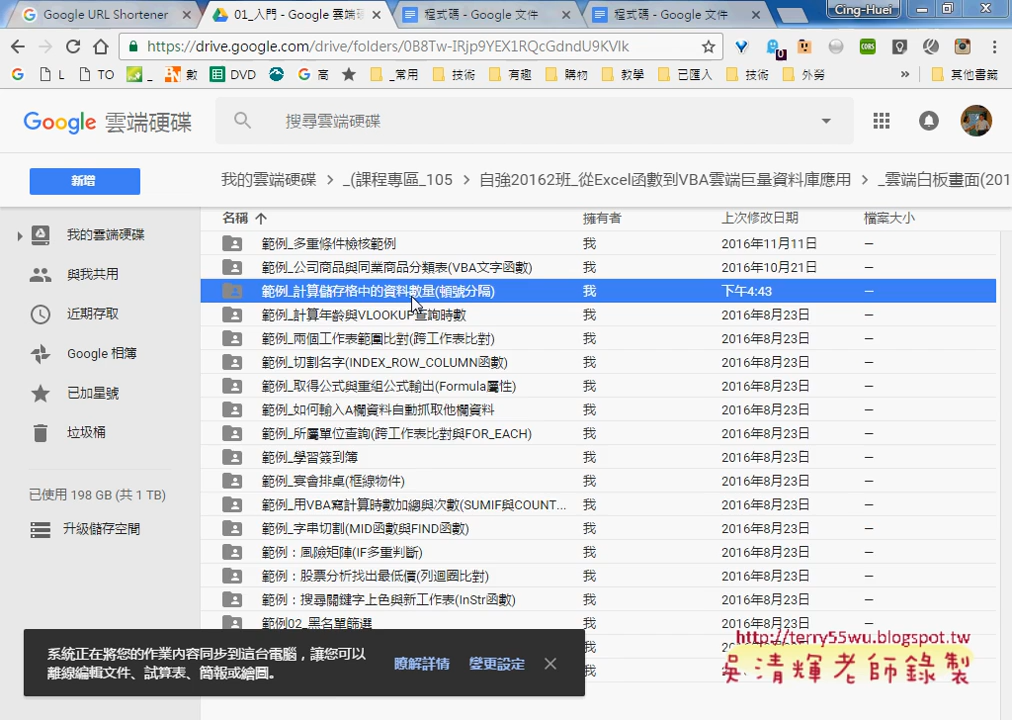 Google URL Shortener
01_入門 - Google 雲端硬
程式碼 - Google 文件
程式碼 - Google 文件
Cing-Huei
https://drive.google.com/drive/folders/0B8Tw-IRjp9YEX1RQcGdndU9KVlk
L
TO
數
DVD
高
_常用
技術
有趣
購物
教學
已匯入
技術
外勞
»
其他書籤
Google 雲端硬碟
搜尋雲端硬碟
新增
我的雲端硬碟 > _(課程專區_105 > 自強20162班_從Excel函數到VBA雲端巨量資料庫應用 > _雲端白板畫面(201
我的雲端硬碟
與我共用
近期存取
Google 相簿
已加星號
垃圾桶
已使用 198 GB (共 1 TB)
升級儲存空間
名稱 擁有者 上次修改日期 檔案大小
範例_多重條件檢核範例 我 2016年11月11日 –
範例_公司商品與同業商品分類表(VBA文字函數) 我 2016年10月21日 –
範例_計算儲存格中的資料數量(頓號分隔) 我 下午4:43 –
範例_計算年齡與VLOOKUP查詢時數 我 2016年8月23日 –
範例_兩個工作表範圍比對(跨工作表比對) 我 2016年8月23日 –
範例_切割名字(INDEX_ROW_COLUMN函數) 我 2016年8月23日 –
範例_取得公式與重組公式輸出(Formula屬性) 我 2016年8月23日 –
範例_如何輸入A欄資料自動抓取他欄資料 我 2016年8月23日 –
範例_所屬單位查詢(跨工作表比對與FOR_EACH) 我 2016年8月23日 –
範例_學習簽到簿 我 2016年8月23日 –
範例_宴會排桌(框線物件) 我 2016年8月23日 –
範例_用VBA寫計算時數加總與次數(SUMIF與COUNT... 我 2016年8月23日 –
範例_字串切割(MID函數與FIND函數) 我 2016年8月23日 –
範例：風險矩陣(IF多重判斷) 我 2016年8月23日 –
範例：股票分析找出最低價(列迴圈比對) 我 2016年8月23日 –
範例：搜尋關鍵字上色與新工作表(InStr函數) 我 2016年8月23日 –
範例02_黑名單篩選 我 2016年8月23日 –
系統正在將您的作業內容同步到這台電腦，讓您可以
離線編輯文件、試算表、簡報或繪圖。
瞭解詳情 變更設定
http://terry55wu.blogspot.tw
吳清輝老師錄製